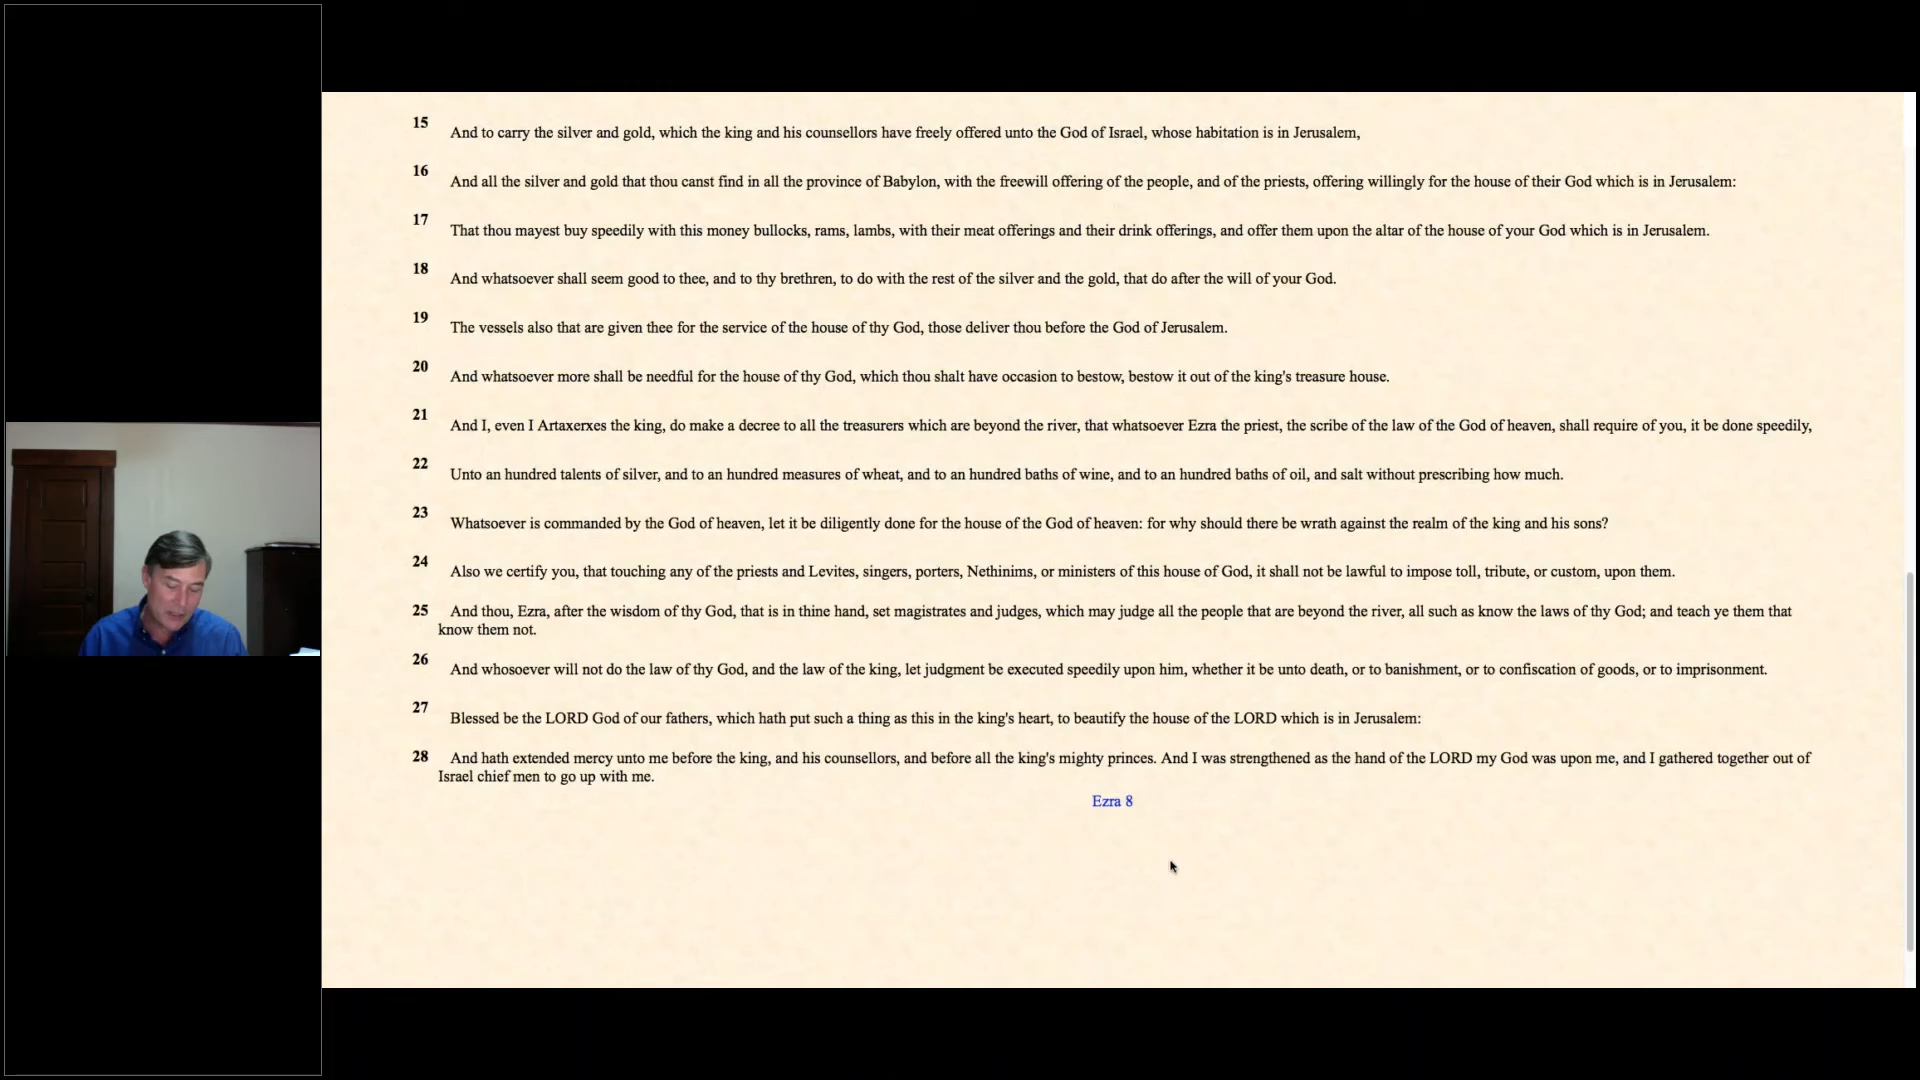 15 And to carry the silver and gold, which the king and his counsellors have freely offered unto the God of Israel, whose habitation is in Jerusalem,
16 And all the silver and gold that thou canst find in all the province of Babylon, with the freewill offering of the people, and of the priests, offering willingly for the house of their God which is in Jerusalem:
17 That thou mayest buy speedily with this money bullocks, rams, lambs, with their meat offerings and their drink offerings, and offer them upon the altar of the house of your God which is in Jerusalem.
18 And whatsoever shall seem good to thee, and to thy brethren, to do with the rest of the silver and the gold, that do after the will of your God.
19 The vessels also that are given thee for the service of the house of thy God, those deliver thou before the God of Jerusalem.
20 And whatsoever more shall be needful for the house of thy God, which thou shalt have occasion to bestow, bestow it out of the king's treasure house.
21 And I, even I Artaxerxes the king, do make a decree to all the treasurers which are beyond the river, that whatsoever Ezra the priest, the scribe of the law of the God of heaven, shall require of you, it be done speedily,
22 Unto an hundred talents of silver, and to an hundred measures of wheat, and to an hundred baths of wine, and to an hundred baths of oil, and salt without prescribing how much.
23 Whatsoever is commanded by the God of heaven, let it be diligently done for the house of the God of heaven: for why should there be wrath against the realm of the king and his sons?
24 Also we certify you, that touching any of the priests and Levites, singers, porters, Nethinims, or ministers of this house of God, it shall not be lawful to impose toll, tribute, or custom, upon them.
25 And thou, Ezra, after the wisdom of thy God, that is in thine hand, set magistrates and judges, which may judge all the people that are beyond the river, all such as know the laws of thy God; and teach ye them that
know them not.
26 And whosoever will not do the law of thy God, and the law of the king, let judgment be executed speedily upon him, whether it be unto death, or to banishment, or to confiscation of goods, or to imprisonment.
27 Blessed be the LORD God of our fathers, which hath put such a thing as this in the king's heart, to beautify the house of the LORD which is in Jerusalem:
28 And hath extended mercy unto me before the king, and his counsellors, and before all the king's mighty princes. And I was strengthened as the hand of the LORD my God was upon me, and I gathered together out of
Israel chief men to go up with me.
Ezra 8